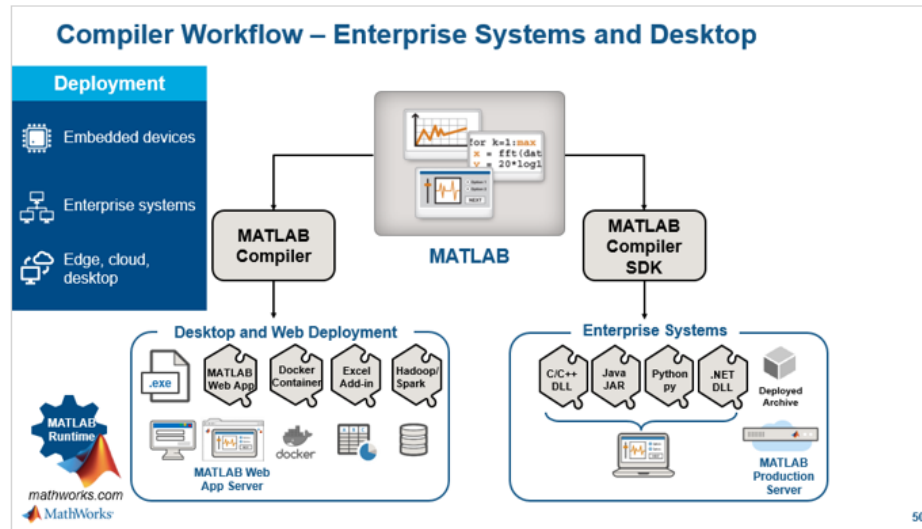 Compiler Workflow – Enterprise Systems and Desktop
Deployment
Embedded devices
Enterprise systems
Edge, cloud,
desktop
for k=1:max
x = fft(dat
y = 20*log1
NEXT
MATLAB
MATLAB
Compiler
MATLAB
Compiler
SDK
Desktop and Web Deployment
.exe
MATLAB
Web App
Docker
Container
Excel
Add-in
Hadoop/
Spark
MATLAB Web
App Server
docker
Enterprise Systems
C/C++
DLL
Java
JAR
Python
py
.NET
DLL
Deployed
Archive
MATLAB
Production
Server
MATLAB
Runtime
mathworks.com
MathWorks
50